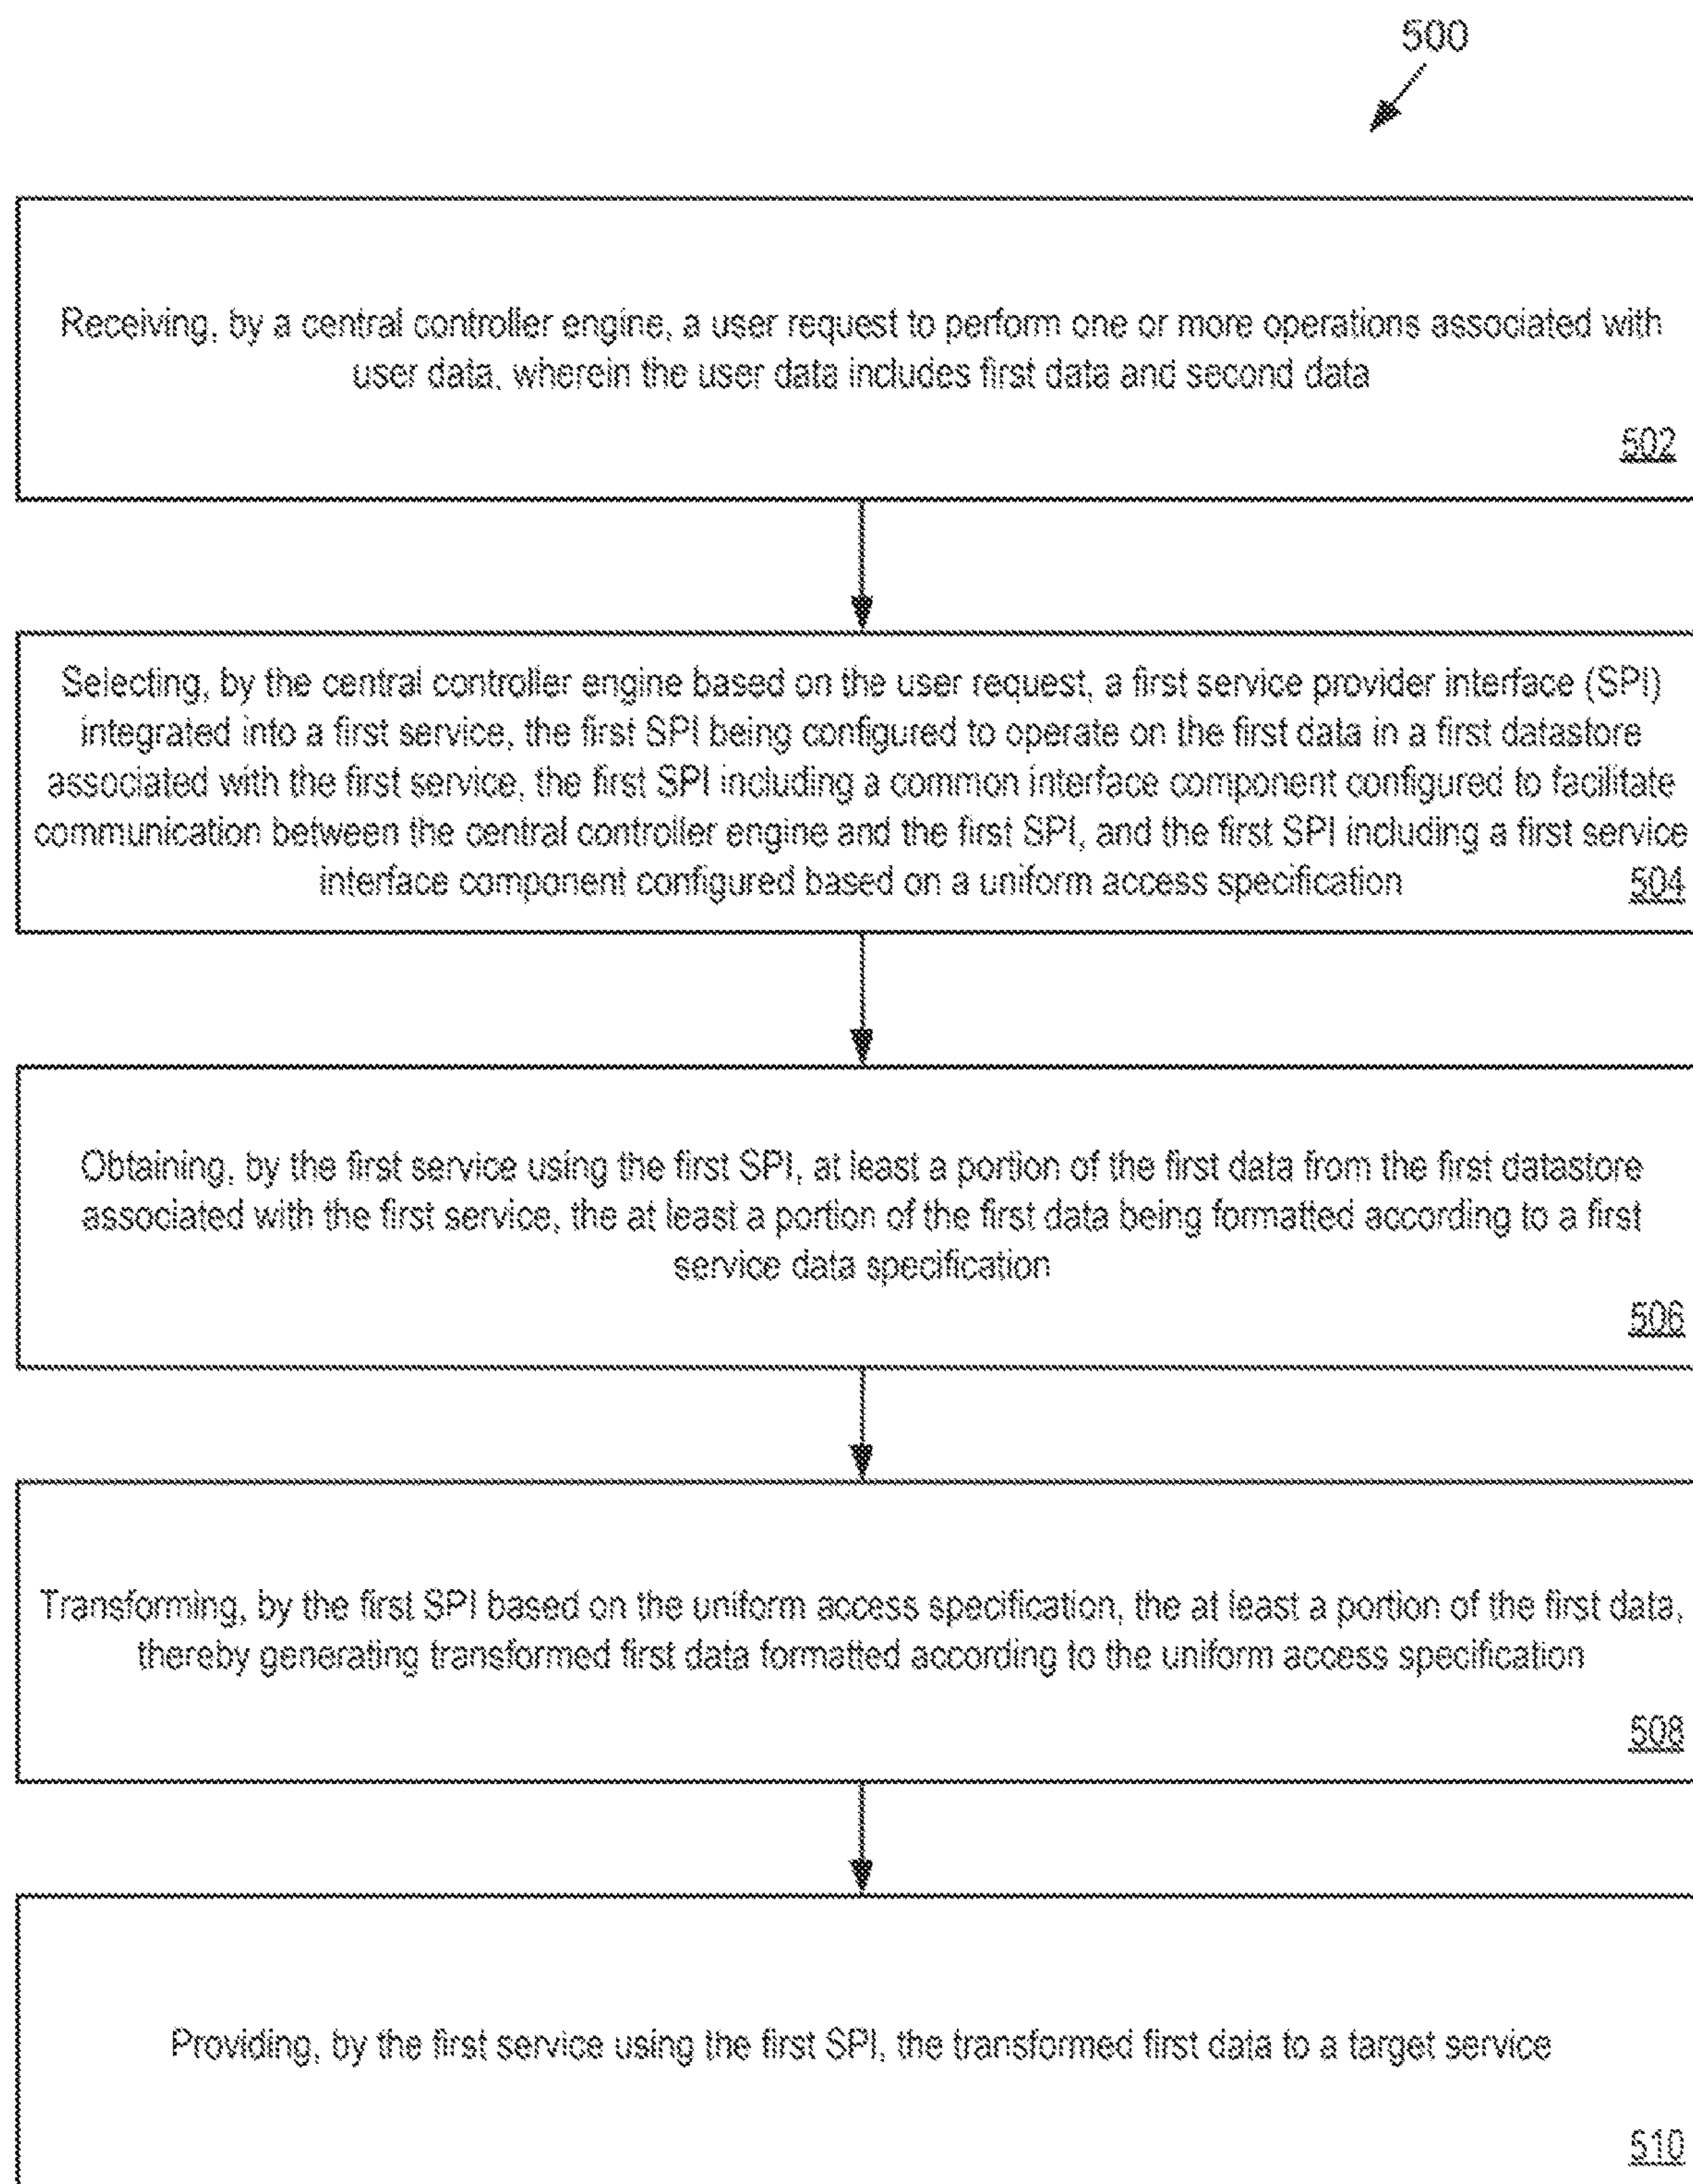 500
Receiving, by a central controller engine, a user request to perform one or more operations associated with
user data, wherein the user data includes first data and second data
502
Selecting, by the central controller engine based on the user request, a first service provider interface (SPI)
integrated into a first service, the first SPI being configured to operate on the first data in a first datastore
associated with the first service, the first SPI including a common interface component configured to facilitate
communication between the central controller engine and the first SPI, and the first SPI including a first service
interface component configured based on a uniform access specification
504
Obtaining, by the first service using the first SPI, at least a portion of the first data from the first datastore
associated with the first service, the at least a portion of the first data being formatted according to a first
service data specification
506
Transforming, by the first SPI based on the uniform access specification, the at least a portion of the first data,
thereby generating transformed first data formatted according to the uniform access specification
508
Providing, by the first service using the first SPI, the transformed first data to a target service
510